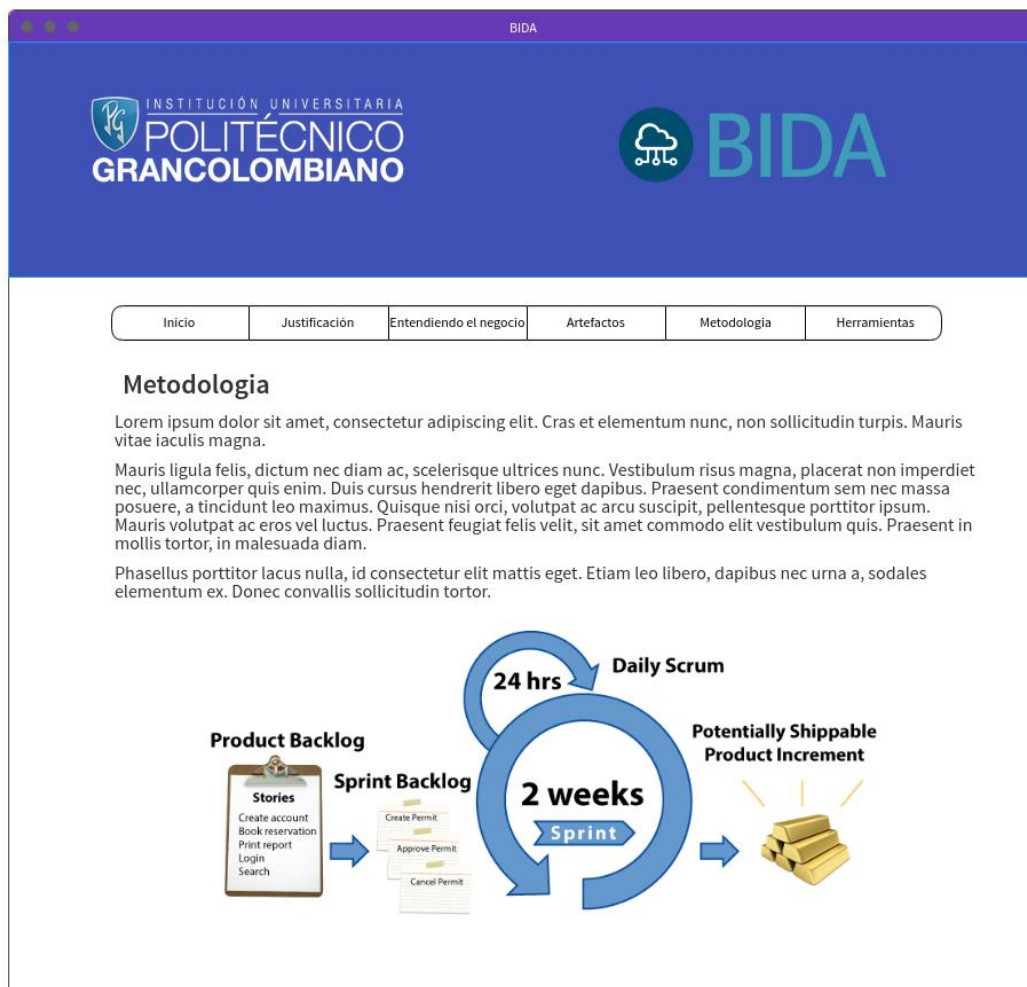 BIDA
INSTITUCIÓN UNIVERSITARIA
POLITÉCNICO
GRANCOLOMBIANO
BIDA
Inicio
Justificación
Entendiendo el negocio
Artefactos
Metodologia
Herramientas
Metodologia
Lorem ipsum dolor sit amet, consectetur adipiscing elit. Cras et elementum nunc, non sollicitudin turpis. Mauris
vitae iaculis magna.
Mauris ligula felis, dictum nec diam ac, scelerisque ultrices nunc. Vestibulum risus magna, placerat non imperdiet
nec, ullamcorper quis enim. Duis cursus hendrerit libero eget dapibus. Praesent condimentum sem nec massa
posuere, a tincidunt leo maximus. Quisque nisi orci, volutpat ac arcu suscipit, pellentesque porttitor ipsum.
Mauris volutpat ac eros vel luctus. Praesent feugiat felis velit, sit amet commodo elit vestibulum quis. Praesent in
mollis tortor, in malesuada diam.
Phasellus porttitor lacus nulla, id consectetur elit mattis eget. Etiam leo libero, dapibus nec urna a, sodales
elementum ex. Donec convallis sollicitudin tortor.
24 hrs
Daily Scrum
Product Backlog
Stories
Create account
Book reservation
Print report
Login
Search
Sprint Backlog
Create Permit
Approve Permit
Cancel Permit
2 weeks
Sprint
Potentially Shippable
Product Increment